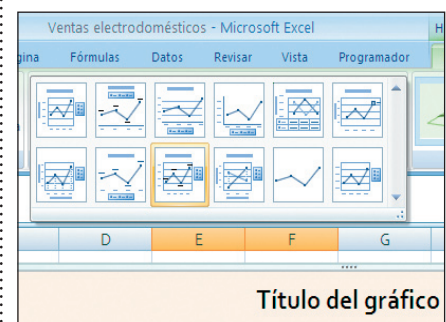 Ventas electrodomésticos - Microsoft Excel
H
gina Fórmulas Datos Revisar Vista Programador
D E F G
Título del gráfico